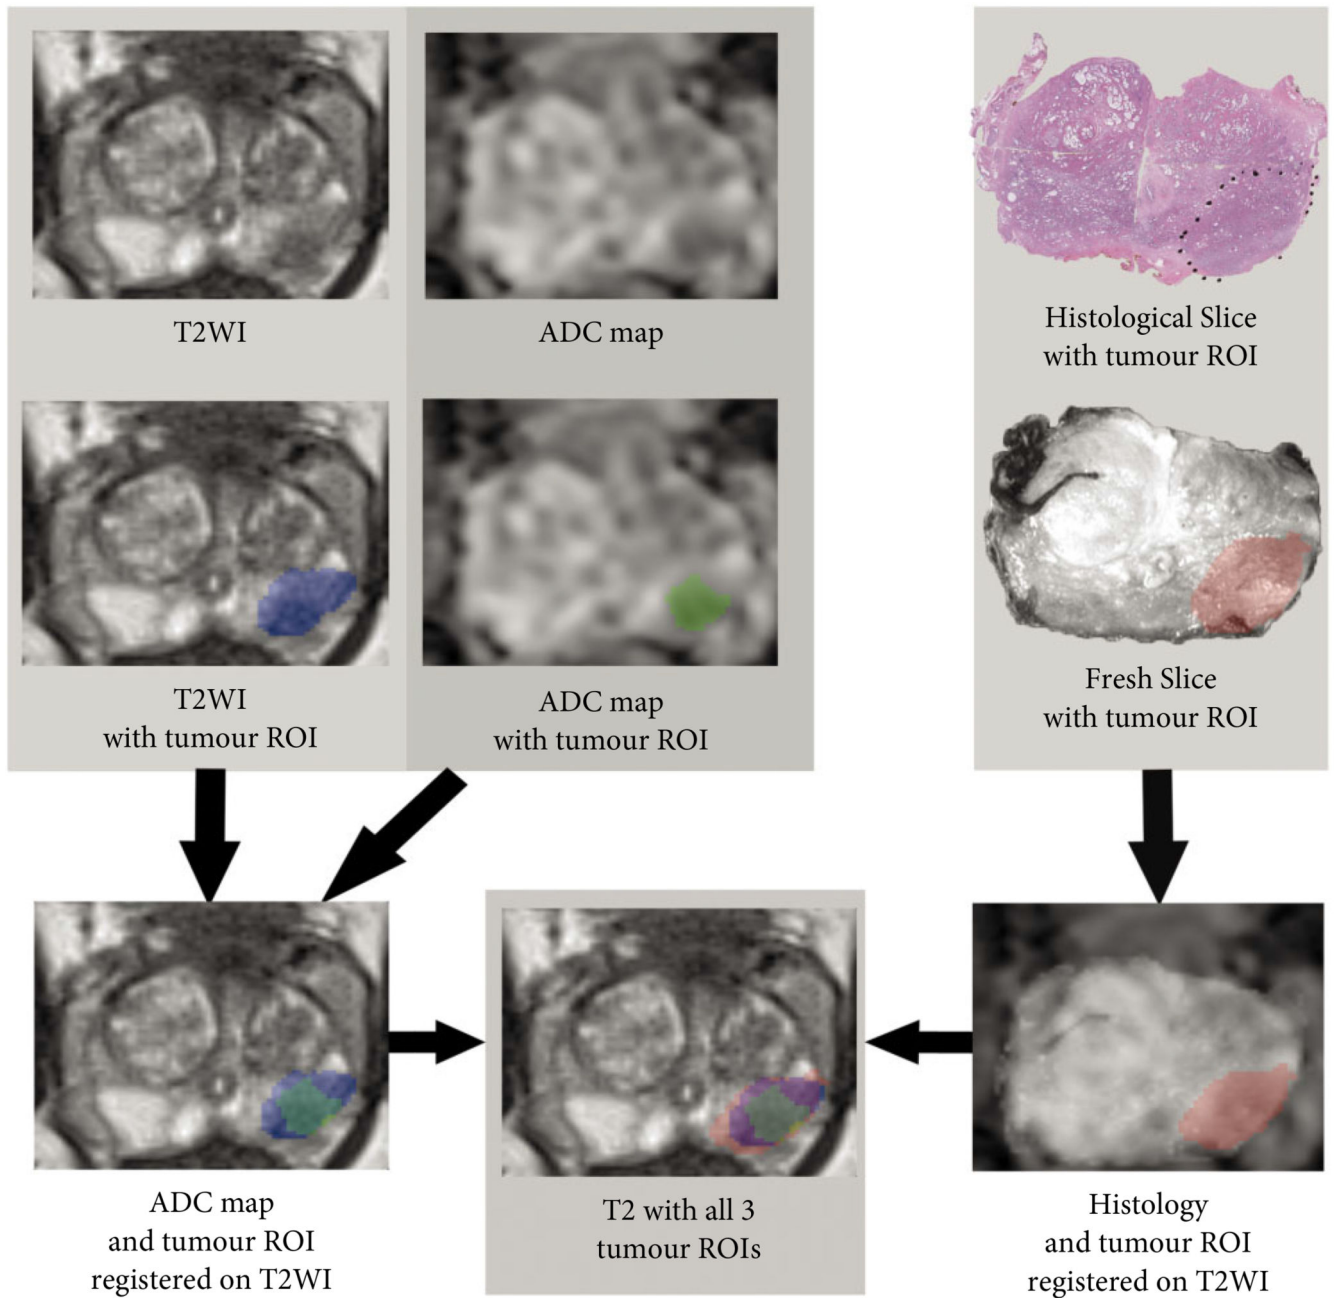 T2WI
ADC map
Histological Slice
with tumour ROI
T2WI
with tumour ROI
ADC map
with tumour ROI
Fresh Slice
with tumour ROI
ADC map
and tumour ROI
registered on T2WI
T2 with all 3
tumour ROIs
Histology
and tumour ROI
registered on T2WI